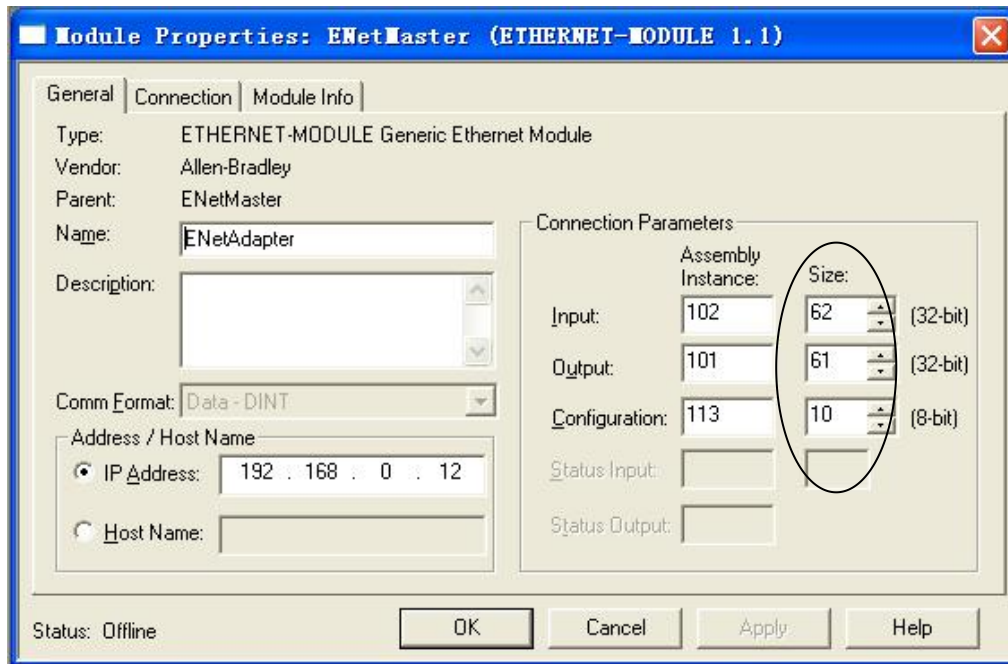 Module Properties: ENetMaster (ETHERNET-MODULE 1.1)
General Connection Module Info
Type: ETHERNET-MODULE Generic Ethernet Module
Vendor: Allen-Bradley
Parent: ENetMaster
Name: ENetAdapter
Description:
Comm Format: Data - DINT
Address / Host Name
IP Address: 192 . 168 . 0 . 12
Host Name:
Connection Parameters
Assembly Instance: Size:
Input: 102 62 (32-bit)
Output: 101 61 (32-bit)
Configuration: 113 10 (8-bit)
Status Input:
Status Output:
Status: Offline OK Cancel Apply Help